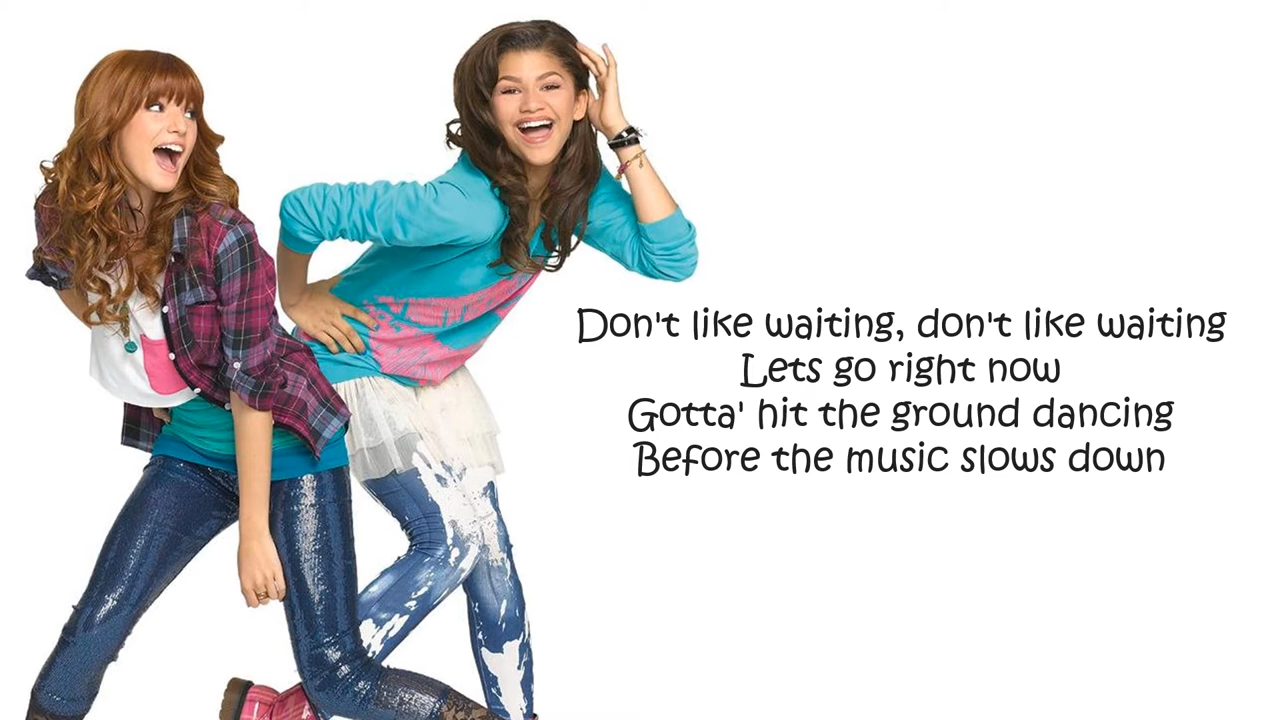 Don't like waiting, don't like waiting
Lets go right now
Gotta' hit the ground dancing
Before the music slows down